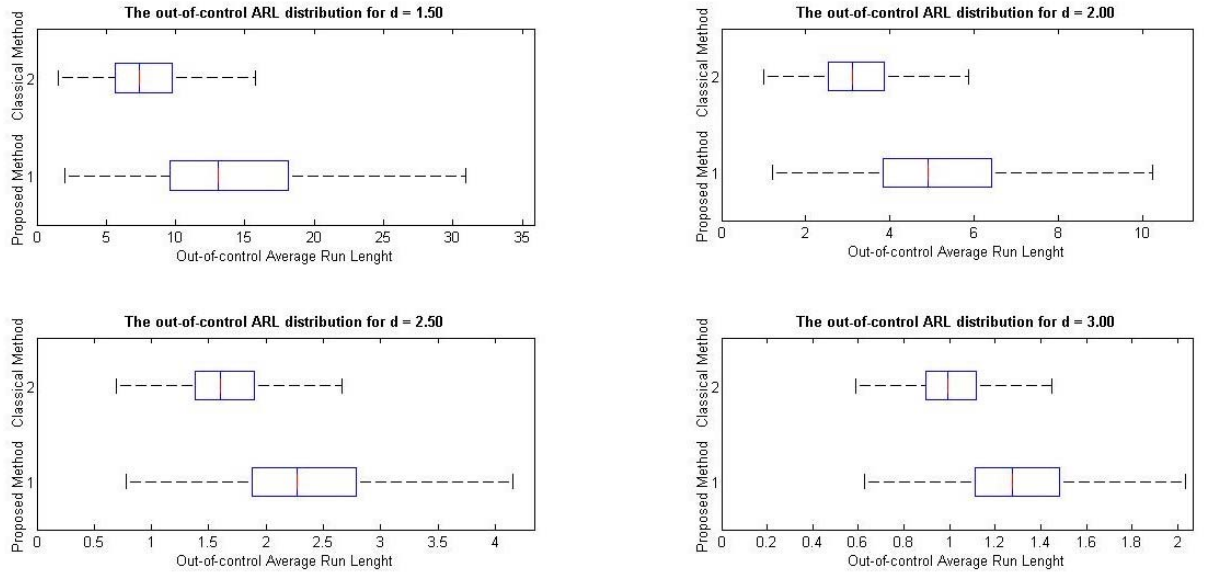 The out-of-control ARL distribution for d = 1.50
Classical Method
2
Proposed Method
1
0 5 10 15 20 25 30 35
Out-of-control Average Run Lenght
The out-of-control ARL distribution for d = 2.00
Classical Method
2
Proposed Method
1
0 2 4 6 8 10
Out-of-control Average Run Lenght
The out-of-control ARL distribution for d = 2.50
Classical Method
2
Proposed Method
1
0 0.5 1 1.5 2 2.5 3 3.5 4
Out-of-control Average Run Lenght
The out-of-control ARL distribution for d = 3.00
Classical Method
2
Proposed Method
1
0 0.2 0.4 0.6 0.8 1 1.2 1.4 1.6 1.8 2
Out-of-control Average Run Lenght